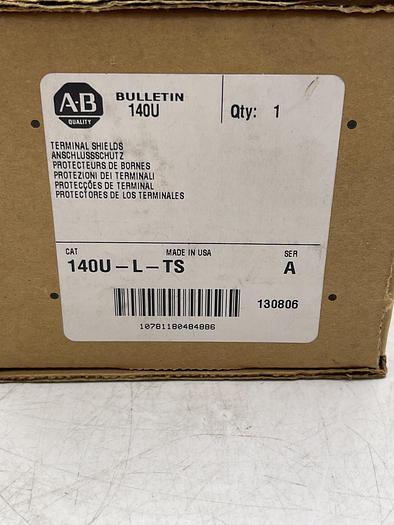 A-B
QUALITY
BULLETIN
140U
Qty: 1
TERMINAL SHIELDS
ANSCHLUSSSCHUTZ
PROTECTEURS DE BORNES
PROTEZIONI DEI TERMINALI
PROTECÇÕES DE TERMINAL
PROTECTORES DE LOS TERMINALES
CAT MADE IN USA SER
140U-L-TS A
130806
10781180484886